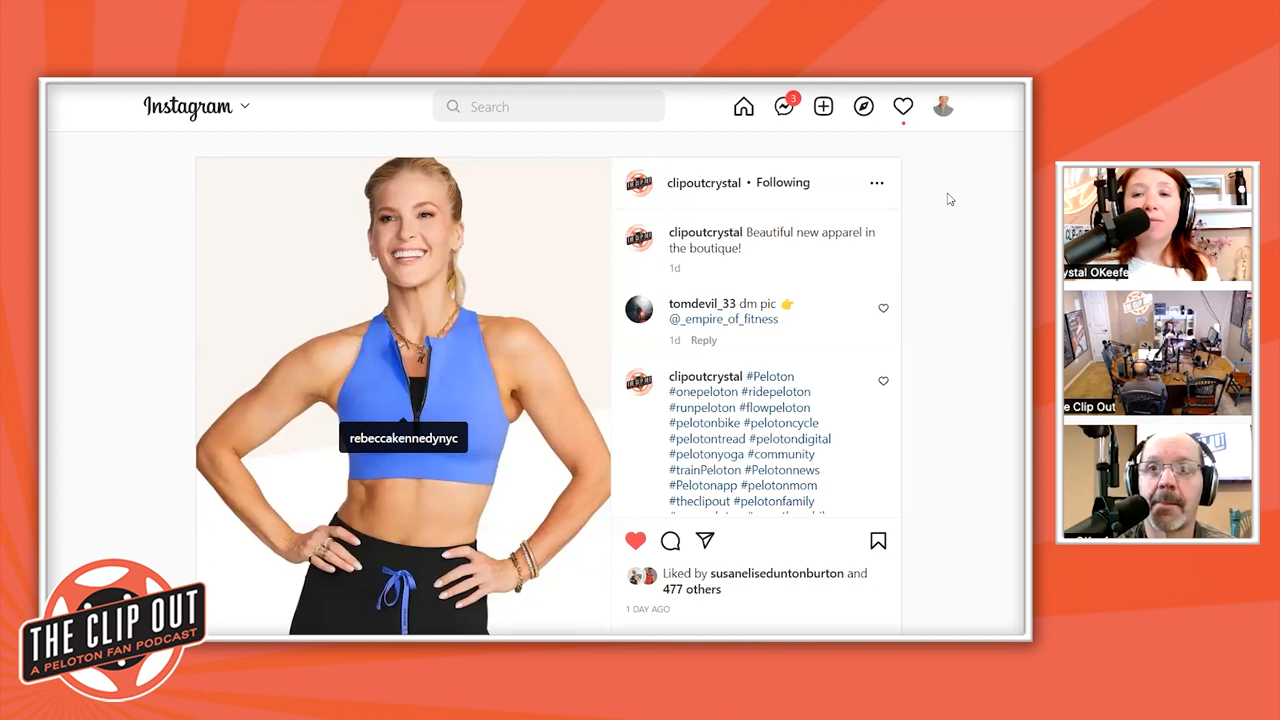 Instagram
Search
3
clipoutcrystal • Following
clipoutcrystal Beautiful new apparel in
the boutique!
1d
tomdevil_33 dm pic 👉
@_empire_of_fitness
1d Reply
clipoutcrystal #Peloton
#onepeloton #ridepeloton
#runpeloton #flowpeloton
#pelotonbike #pelotoncycle
#pelotontread #pelotondigital
#pelotonyoga #community
#trainPeloton #Pelotonnews
#Pelotonapp #pelotonmom
#theclipout #pelotonfamily
rebeccakennedynyc
Liked by susaneliseduntonburton and
477 others
1 DAY AGO
ystal OKeefe
e Clip Out
THE CLIP OUT
A PELOTON FAN PODCAST